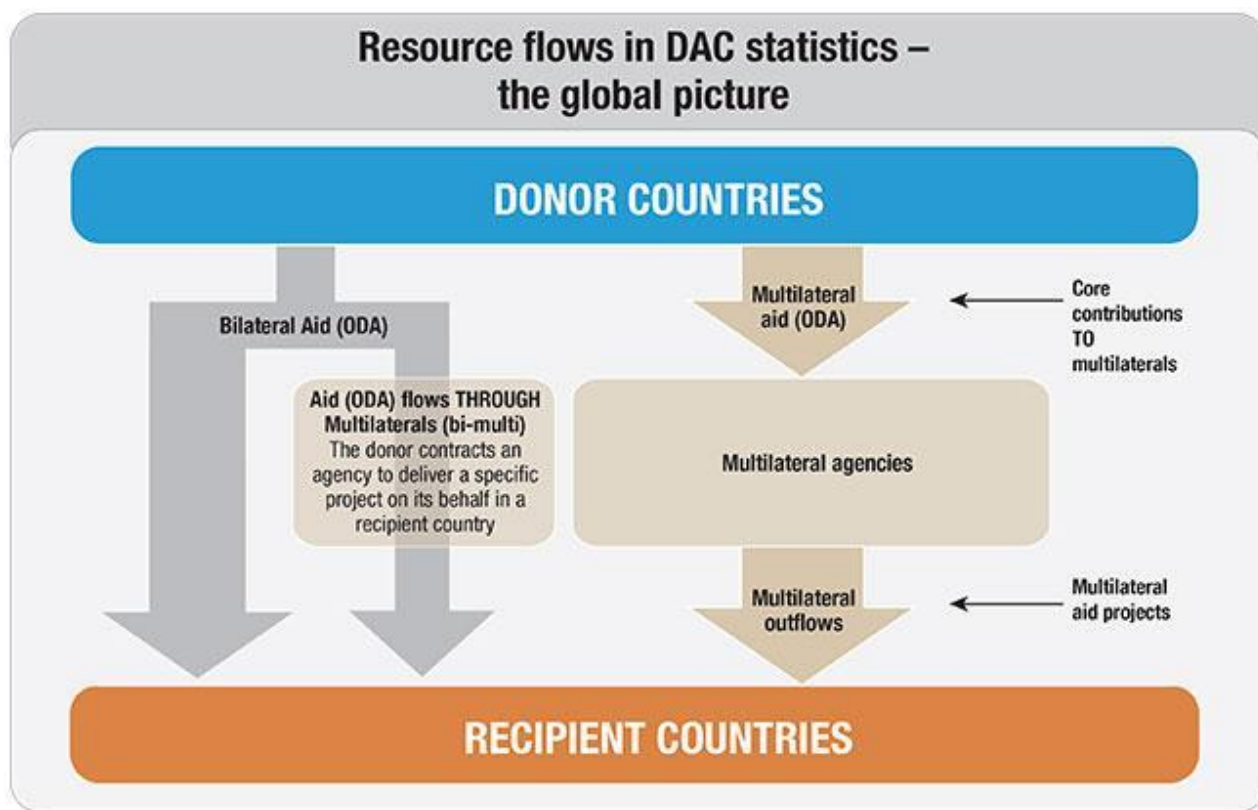 Resource flows in DAC statistics –
the global picture
DONOR COUNTRIES
Bilateral Aid (ODA)
Multilateral
aid (ODA)
Core
contributions
TO
multilaterals
Aid (ODA) flows THROUGH
Multilaterals (bi-multi)
The donor contracts an
agency to deliver a specific
project on its behalf in a
recipient country
Multilateral agencies
Multilateral
outflows
Multilateral
aid projects
RECIPIENT COUNTRIES